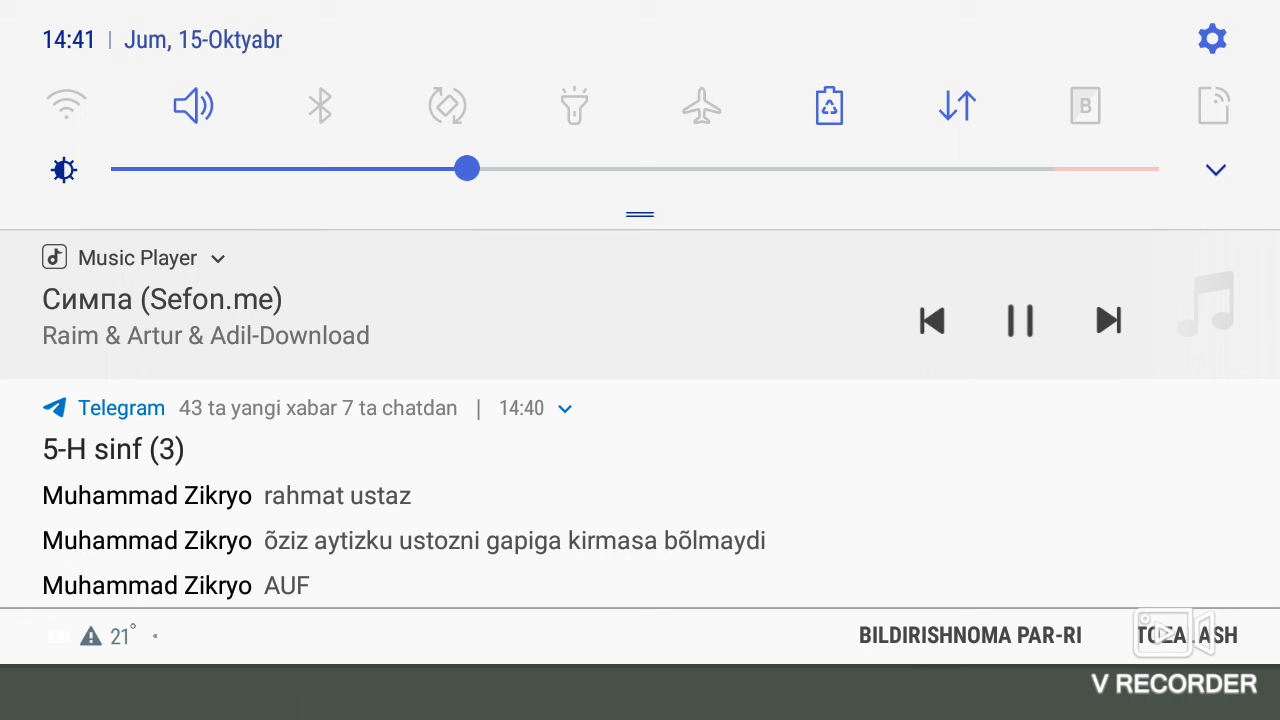 14:41 | Jum, 15-Oktyabr
B
Music Player
Симпа (Sefon.me)
Raim & Artur & Adil-Download
Telegram 43 ta yangi xabar 7 ta chatdan | 14:40
5-H sinf (3)
Muhammad Zikryo rahmat ustaz
Muhammad Zikryo õziz aytizku ustozni gapiga kirmasa bõlmaydi
Muhammad Zikryo AUF
21° BILDIRISHNOMA PAR-RI TOZALASH
V RECORDER